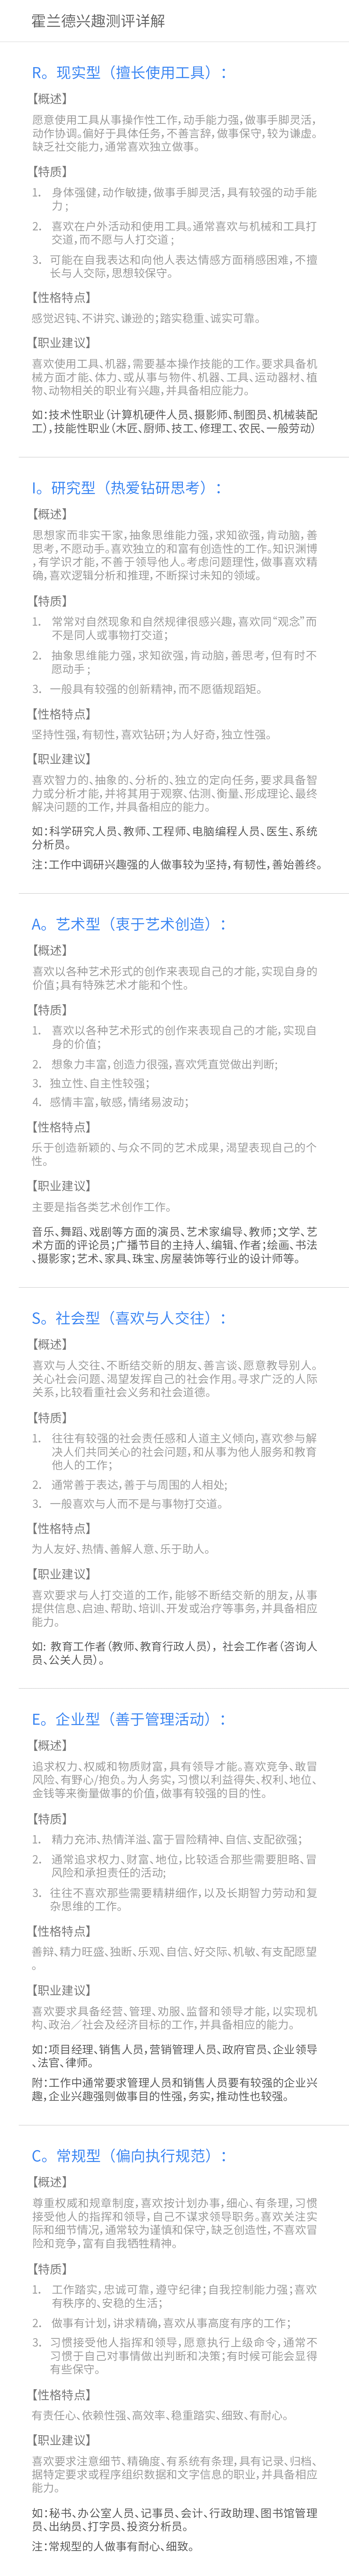 霍兰德兴趣测评详解
R。现实型（擅长使用工具）：
【概述】
愿意使用工具从事操作性工作，动手能力强，做事手脚灵活，
动作协调。偏好于具体任务，不善言辞，做事保守，较为谦虚。
缺乏社交能力，通常喜欢独立做事。
【特质】
1. 身体强健，动作敏捷，做事手脚灵活，具有较强的动手能
力；
2. 喜欢在户外活动和使用工具。通常喜欢与机械和工具打
交道，而不愿与人打交道；
3. 可能在自我表达和向他人表达情感方面稍感困难，不擅
长与人交际，思想较保守。
【性格特点】
感觉迟钝、不讲究、谦逊的；踏实稳重、诚实可靠。
【职业建议】
喜欢使用工具、机器，需要基本操作技能的工作。要求具备机
械方面才能、体力、或从事与物件、机器、工具、运动器材、植
物、动物相关的职业有兴趣，并具备相应能力。
如：技术性职业（计算机硬件人员、摄影师、制图员、机械装配
工），技能性职业（木匠、厨师、技工、修理工、农民、一般劳动）
I。研究型（热爱钻研思考）：
【概述】
思想家而非实干家，抽象思维能力强，求知欲强，肯动脑，善
思考，不愿动手。喜欢独立的和富有创造性的工作。知识渊博
，有学识才能，不善于领导他人。考虑问题理性，做事喜欢精
确，喜欢逻辑分析和推理，不断探讨未知的领域。
【特质】
1. 常常对自然现象和自然规律很感兴趣，喜欢同“观念”而
不是同人或事物打交道；
2. 抽象思维能力强，求知欲强，肯动脑，善思考，但有时不
愿动手；
3. 一般具有较强的创新精神，而不愿循规蹈矩。
【性格特点】
坚持性强，有韧性，喜欢钻研；为人好奇，独立性强。
【职业建议】
喜欢智力的、抽象的、分析的、独立的定向任务，要求具备智
力或分析才能，并将其用于观察、估测、衡量、形成理论、最终
解决问题的工作，并具备相应的能力。
如：科学研究人员、教师、工程师、电脑编程人员、医生、系统
分析员。
注：工作中调研兴趣强的人做事较为坚持，有韧性，善始善终。
A。艺术型（衷于艺术创造）：
【概述】
喜欢以各种艺术形式的创作来表现自己的才能，实现自身的
价值；具有特殊艺术才能和个性。
【特质】
1. 喜欢以各种艺术形式的创作来表现自己的才能，实现自
身的价值；
2. 想象力丰富，创造力很强，喜欢凭直觉做出判断;
3. 独立性、自主性较强；
4. 感情丰富，敏感，情绪易波动；
【性格特点】
乐于创造新颖的、与众不同的艺术成果，渴望表现自己的个
性。
【职业建议】
主要是指各类艺术创作工作。
音乐、舞蹈、戏剧等方面的演员、艺术家编导、教师；文学、艺
术方面的评论员；广播节目的主持人、编辑、作者；绘画、书法
、摄影家；艺术、家具、珠宝、房屋装饰等行业的设计师等。
S。社会型（喜欢与人交往）：
【概述】
喜欢与人交往、不断结交新的朋友、善言谈、愿意教导别人。
关心社会问题、渴望发挥自己的社会作用。寻求广泛的人际
关系，比较看重社会义务和社会道德。
【特质】
1. 往往有较强的社会责任感和人道主义倾向，喜欢参与解
决人们共同关心的社会问题，和从事为他人服务和教育
他人的工作；
2. 通常善于表达，善于与周围的人相处;
3. 一般喜欢与人而不是与事物打交道。
【性格特点】
为人友好、热情、善解人意、乐于助人。
【职业建议】
喜欢要求与人打交道的工作，能够不断结交新的朋友，从事
提供信息、启迪、帮助、培训、开发或治疗等事务，并具备相应
能力。
如: 教育工作者（教师、教育行政人员），社会工作者（咨询人
员、公关人员）。
E。企业型（善于管理活动）：
【概述】
追求权力、权威和物质财富，具有领导才能。喜欢竞争、敢冒
风险、有野心/抱负。为人务实，习惯以利益得失、权利、地位、
金钱等来衡量做事的价值，做事有较强的目的性。
【特质】
1. 精力充沛、热情洋溢、富于冒险精神、自信、支配欲强；
2. 通常追求权力、财富、地位，比较适合那些需要胆略、冒
风险和承担责任的活动;
3. 往往不喜欢那些需要精耕细作，以及长期智力劳动和复
杂思维的工作。
【性格特点】
善辩、精力旺盛、独断、乐观、自信、好交际、机敏、有支配愿望
。
【职业建议】
喜欢要求具备经营、管理、劝服、监督和领导才能，以实现机
构、政治／社会及经济目标的工作，并具备相应的能力。
如：项目经理、销售人员，营销管理人员、政府官员、企业领导
、法官、律师。
附：工作中通常要求管理人员和销售人员要有较强的企业兴
趣，企业兴趣强则做事目的性强，务实，推动性也较强。
C。常规型（偏向执行规范）：
【概述】
尊重权威和规章制度，喜欢按计划办事，细心、有条理，习惯
接受他人的指挥和领导，自己不谋求领导职务。喜欢关注实
际和细节情况，通常较为谨慎和保守，缺乏创造性，不喜欢冒
险和竞争，富有自我牺牲精神。
【特质】
1. 工作踏实，忠诚可靠，遵守纪律；自我控制能力强；喜欢
有秩序的、安稳的生活；
2. 做事有计划，讲求精确，喜欢从事高度有序的工作；
3. 习惯接受他人指挥和领导，愿意执行上级命令，通常不
习惯于自己对事情做出判断和决策；有时候可能会显得
有些保守。
【性格特点】
有责任心、依赖性强、高效率、稳重踏实、细致、有耐心。
【职业建议】
喜欢要求注意细节、精确度、有系统有条理，具有记录、归档、
据特定要求或程序组织数据和文字信息的职业，并具备相应
能力。
如：秘书、办公室人员、记事员、会计、行政助理、图书馆管理
员、出纳员、打字员、投资分析员。
注：常规型的人做事有耐心、细致。